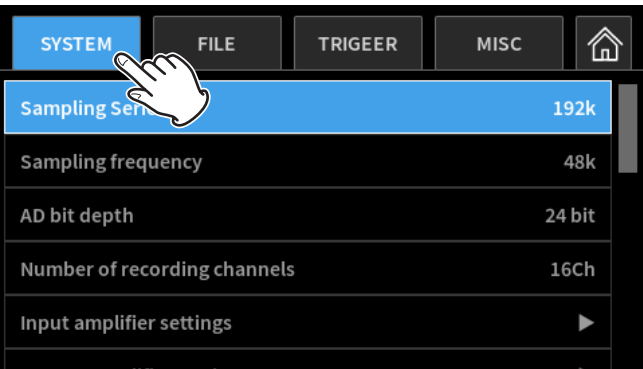 SYSTEM FILE TRIGEER MISC
Sampling 192k
Sampling frequency 48k
AD bit depth 24 bit
Number of recording channels 16Ch
Input amplifier settings